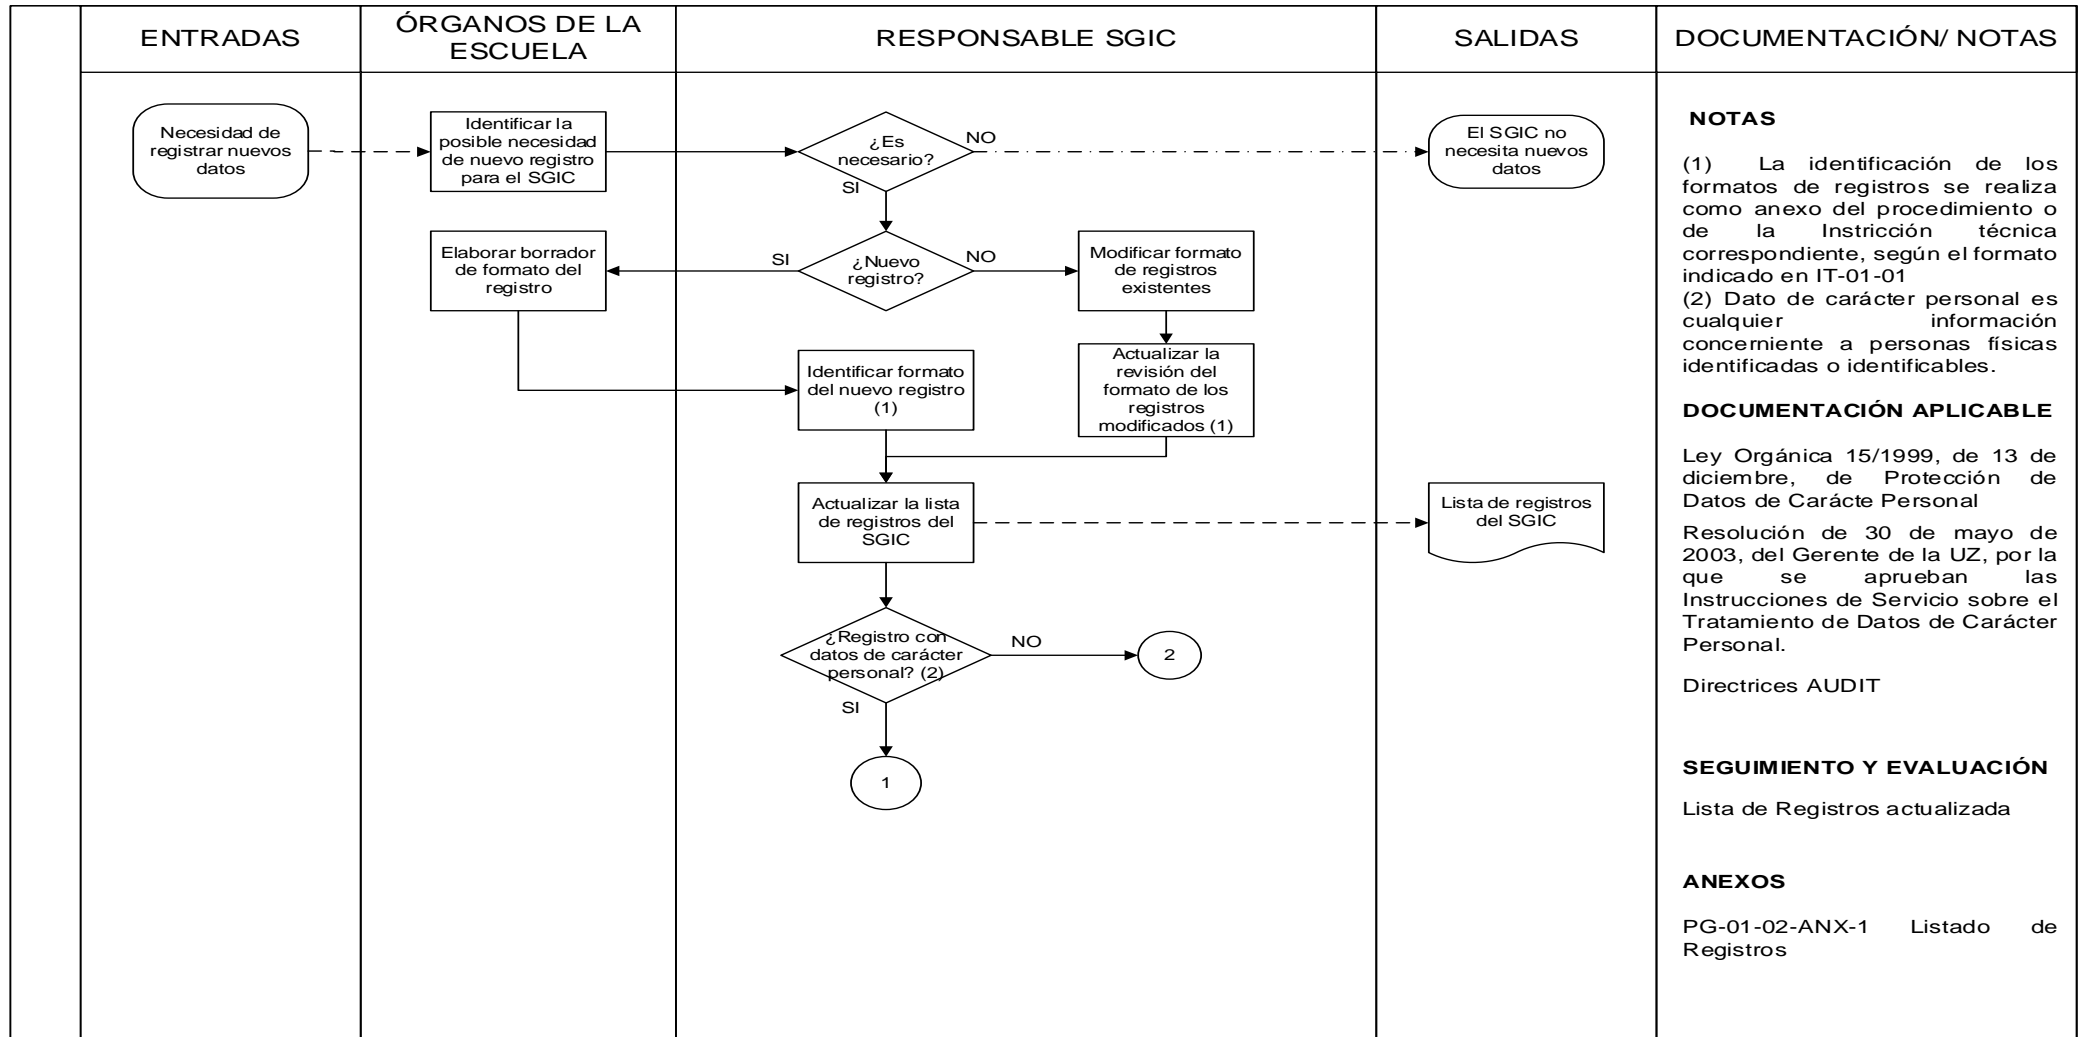 ENTRADAS
ÓRGANOS DE LA
ESCUELA
RESPONSABLE SGIC
SALIDAS
DOCUMENTACIÓN/ NOTAS
Necesidad de
registrar nuevos
datos
Identificar la
posible necesidad
de nuevo registro
para el SGIC
¿Es
necesario?
NO
SI
El SGIC no
necesita nuevos
datos
Elaborar borrador
de formato del
registro
SI
¿Nuevo
registro?
NO
Modificar formato
de registros
existentes
Identificar formato
del nuevo registro
(1)
Actualizar la
revisión del
formato de los
registros
modificados (1)
Actualizar la lista
de registros del
SGIC
Lista de registros
del SGIC
¿Registro con
datos de carácter
personal? (2)
NO
2
SI
1
NOTAS
(1) La identificación de los
formatos de registros se realiza
como anexo del procedimiento o
de la Instricción técnica
correspondiente, según el formato
indicado en IT-01-01
(2) Dato de carácter personal es
cualquier información
concerniente a personas físicas
identificadas o identificables.
DOCUMENTACIÓN APLICABLE
Ley Orgánica 15/1999, de 13 de
diciembre, de Protección de
Datos de Carácte Personal
Resolución de 30 de mayo de
2003, del Gerente de la UZ, por la
que se aprueban las
Instrucciones de Servicio sobre el
Tratamiento de Datos de Carácter
Personal.
Directrices AUDIT
SEGUIMIENTO Y EVALUACIÓN
Lista de Registros actualizada
ANEXOS
PG-01-02-ANX-1 Listado de
Registros